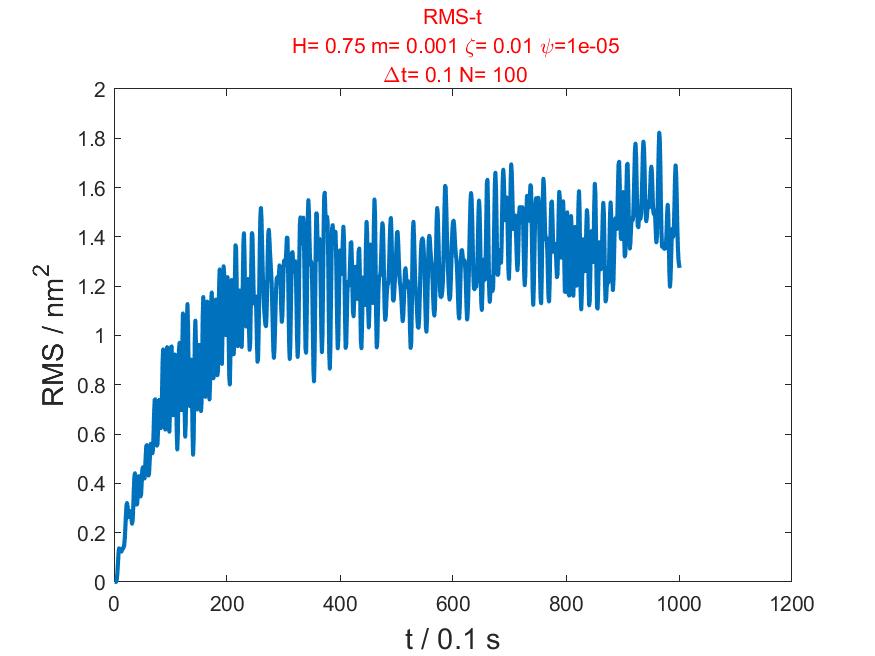 RMS-t
H= 0.75 m= 0.001 ζ= 0.01 ψ=1e-05
Δt= 0.1 N= 100
2
1.8
1.6
1.4
1.2
1
0.8
0.6
0.4
0.2
0
RMS / nm²
0 200 400 600 800 1000 1200
t / 0.1 s